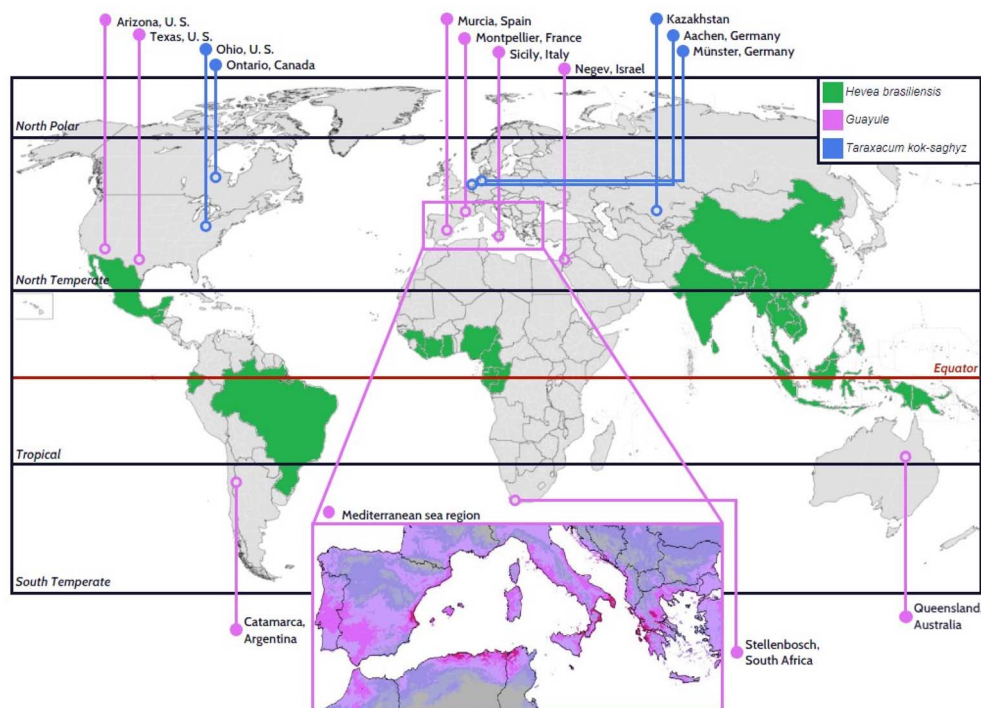 Arizona, U. S.
Texas, U. S.
Ohio, U. S.
Ontario, Canada
Murcia, Spain
Montpellier, France
Sicily, Italy
Negev, Israel
Kazakhstan
Aachen, Germany
Münster, Germany
Hevea brasiliensis
Guayule
Taraxacum kok-saghyz
North Polar
North Temperate
Equator
Tropical
Mediterranean sea region
South Temperate
Catamarca,
Argentina
Stellenbosch,
South Africa
Queensland,
Australia